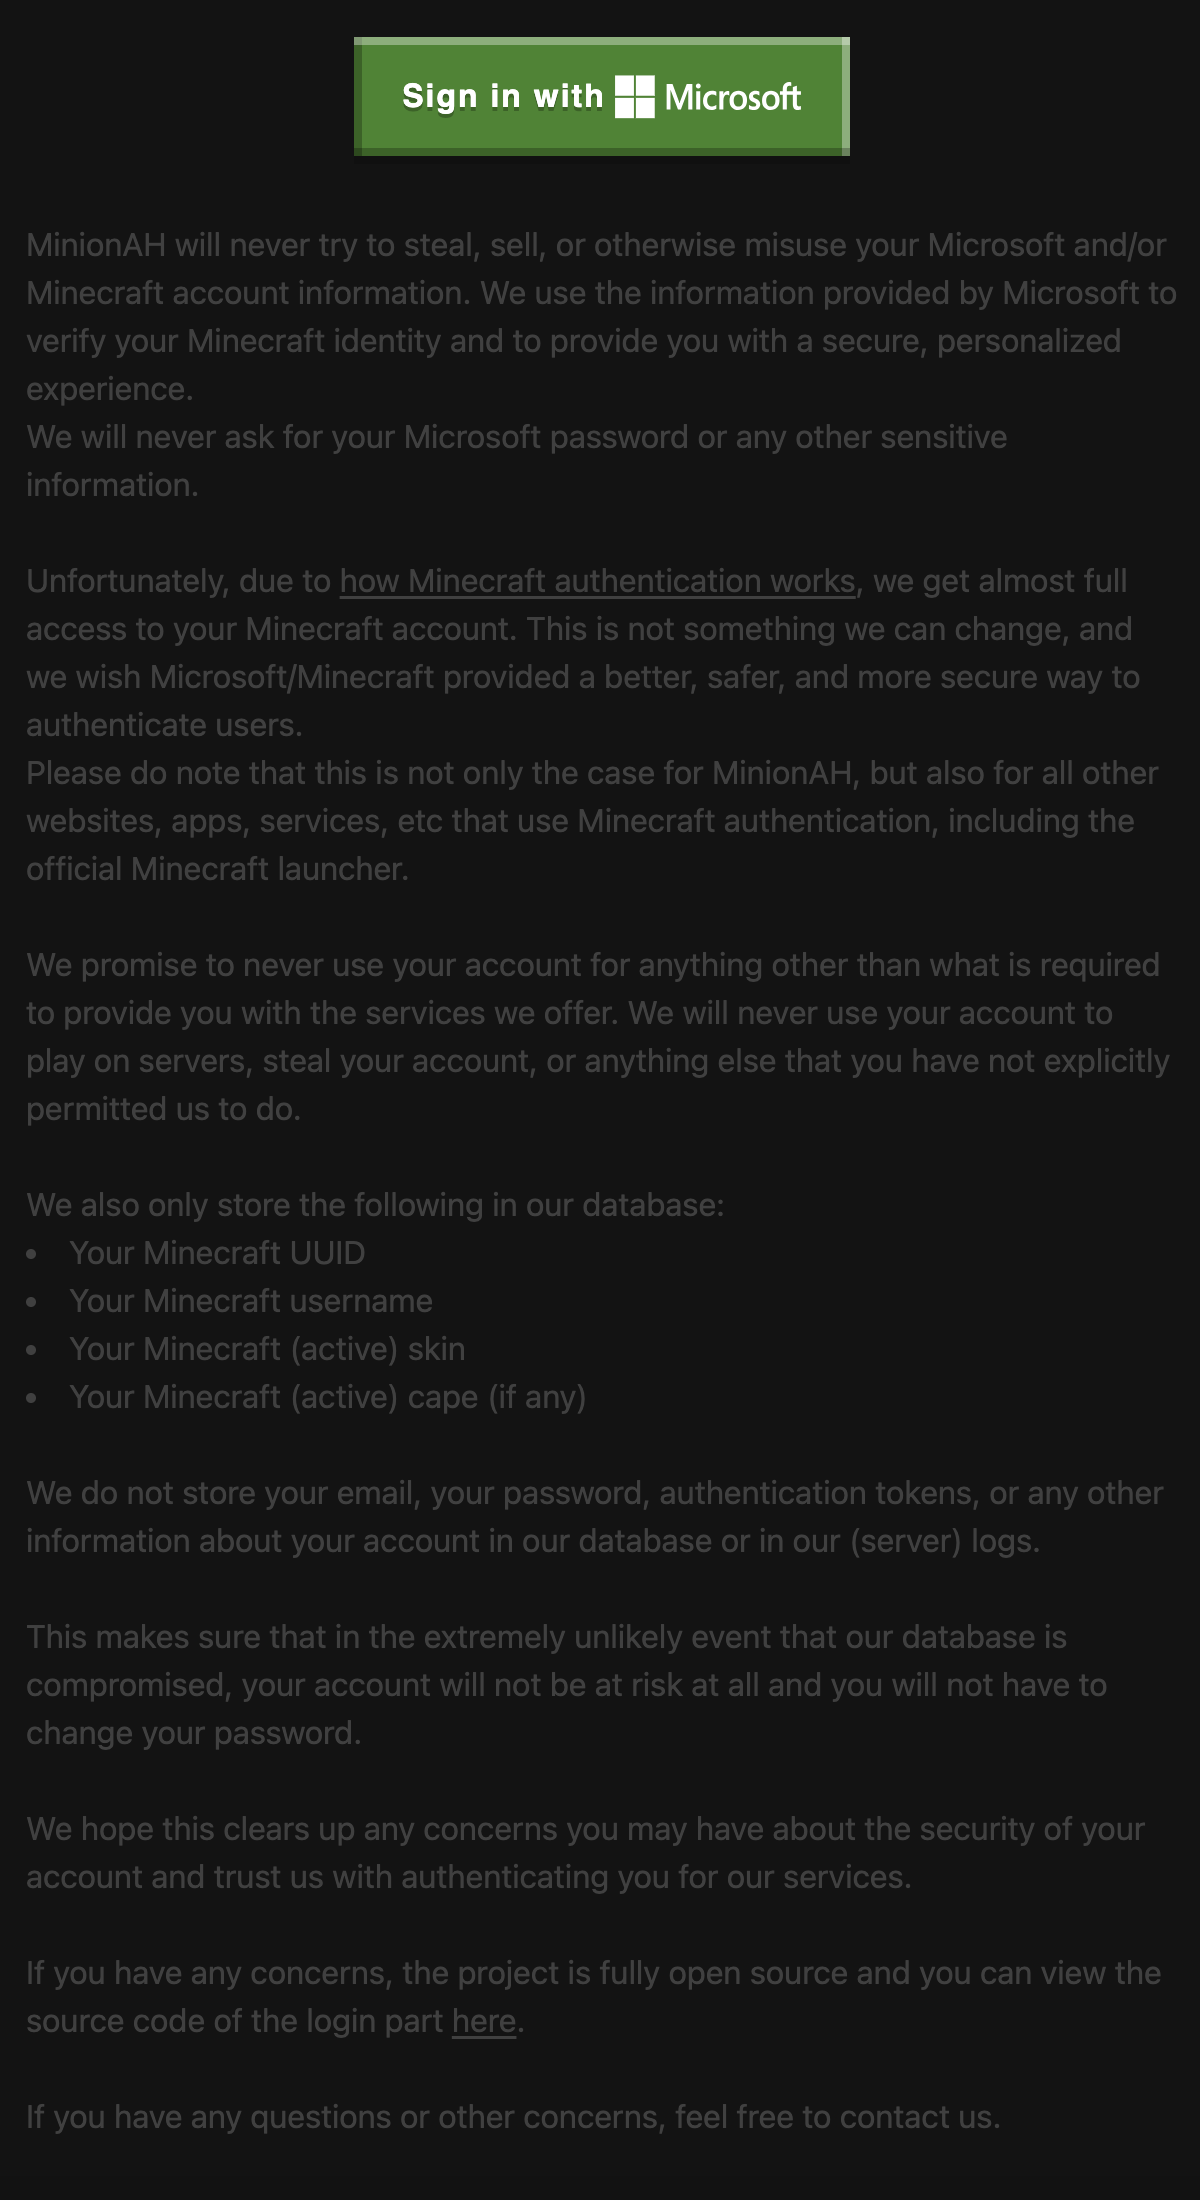 Sign in with Microsoft
MinionAH will never try to steal, sell, or otherwise misuse your Microsoft and/or
Minecraft account information. We use the information provided by Microsoft to
verify your Minecraft identity and to provide you with a secure, personalized
experience.
We will never ask for your Microsoft password or any other sensitive
information.
Unfortunately, due to how Minecraft authentication works, we get almost full
access to your Minecraft account. This is not something we can change, and
we wish Microsoft/Minecraft provided a better, safer, and more secure way to
authenticate users.
Please do note that this is not only the case for MinionAH, but also for all other
websites, apps, services, etc that use Minecraft authentication, including the
official Minecraft launcher.
We promise to never use your account for anything other than what is required
to provide you with the services we offer. We will never use your account to
play on servers, steal your account, or anything else that you have not explicitly
permitted us to do.
We also only store the following in our database:
• Your Minecraft UUID
• Your Minecraft username
• Your Minecraft (active) skin
• Your Minecraft (active) cape (if any)
We do not store your email, your password, authentication tokens, or any other
information about your account in our database or in our (server) logs.
This makes sure that in the extremely unlikely event that our database is
compromised, your account will not be at risk at all and you will not have to
change your password.
We hope this clears up any concerns you may have about the security of your
account and trust us with authenticating you for our services.
If you have any concerns, the project is fully open source and you can view the
source code of the login part here.
If you have any questions or other concerns, feel free to contact us.